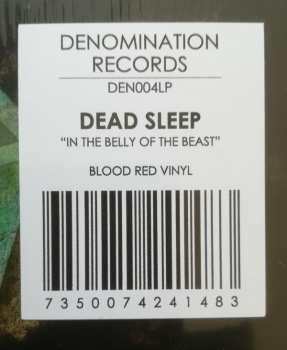 DENOMINATION
RECORDS
DEN004LP
DEAD SLEEP
“IN THE BELLY OF THE BEAST”
BLOOD RED VINYL
7350074241483